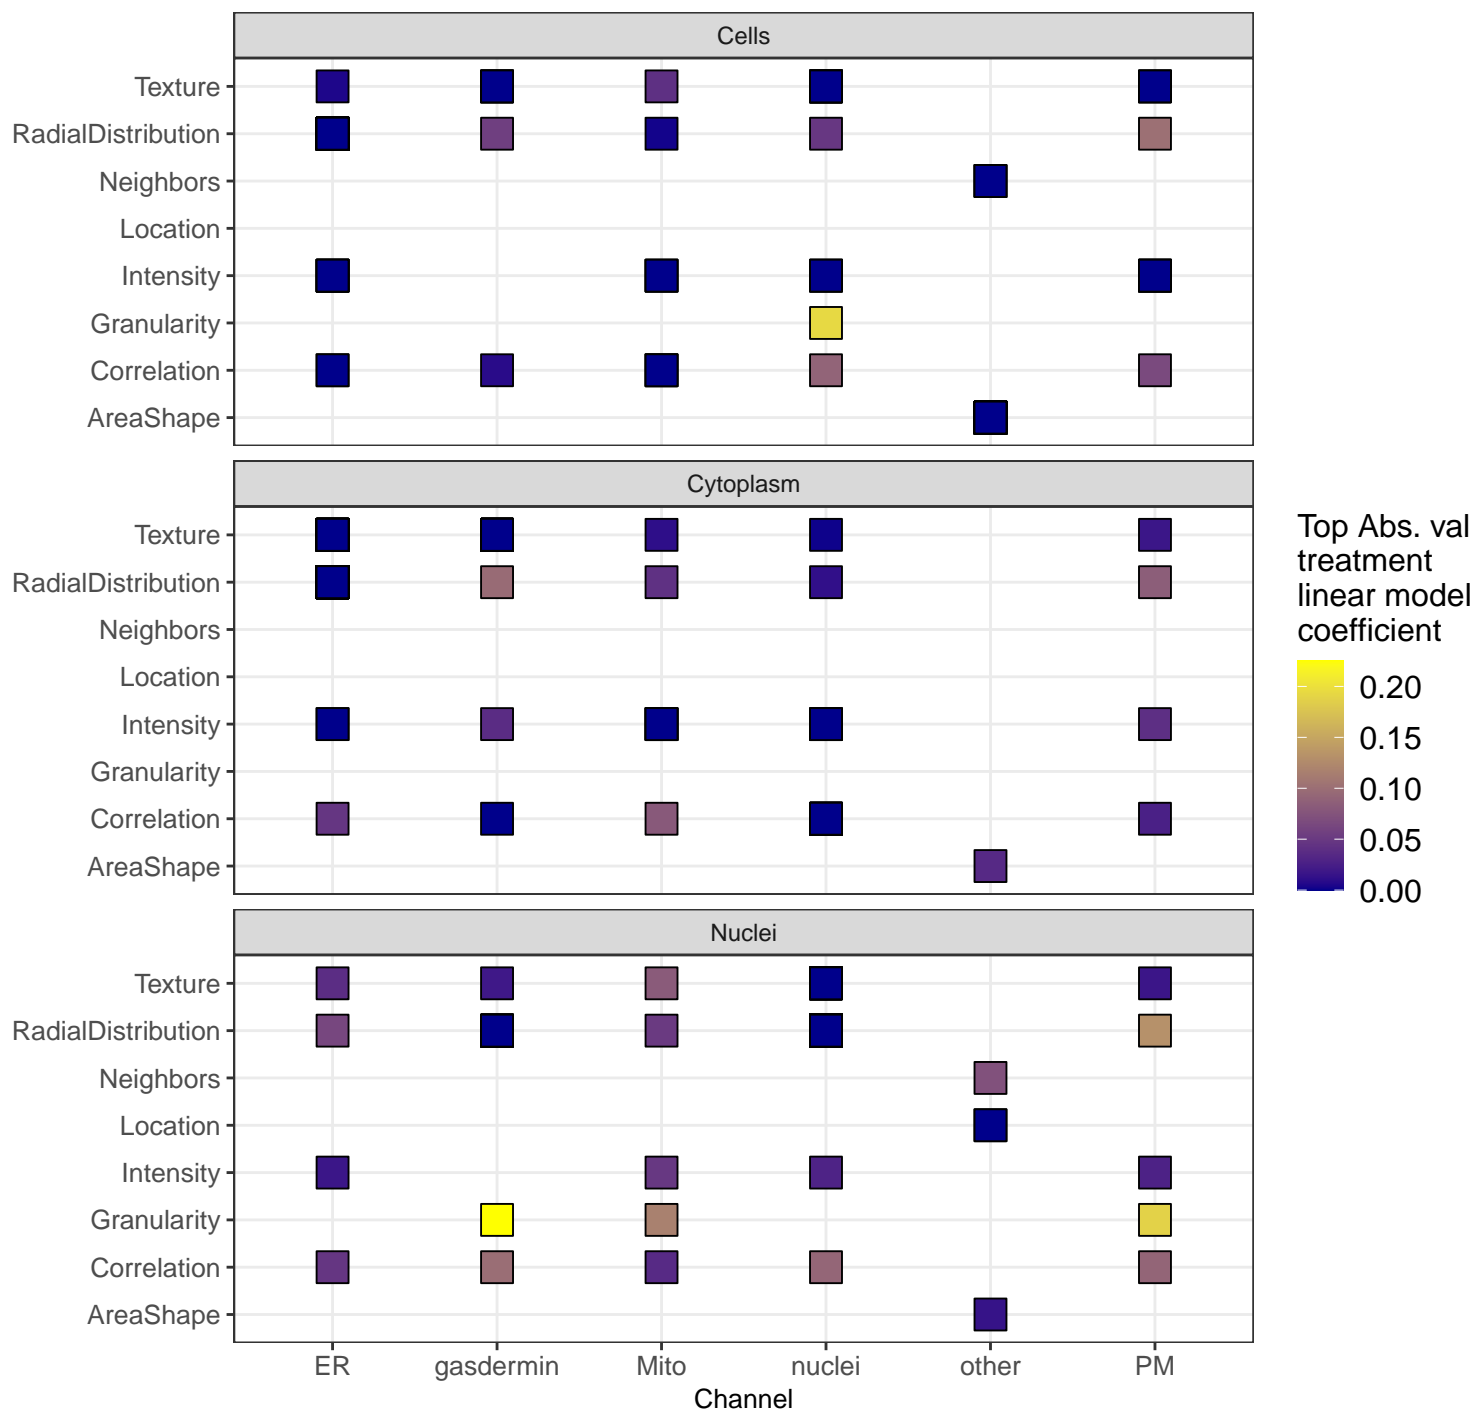 Cells
Texture
RadialDistribution
Neighbors
Location
Intensity
Granularity
Correlation
AreaShape
Cytoplasm
Texture
RadialDistribution
Neighbors
Location
Intensity
Granularity
Correlation
AreaShape
Nuclei
Texture
RadialDistribution
Neighbors
Location
Intensity
Granularity
Correlation
AreaShape
ER gasdermin Mito nuclei other PM
Channel
Top Abs. val
treatment
linear model
coefficient
0.20
0.15
0.10
0.05
0.00